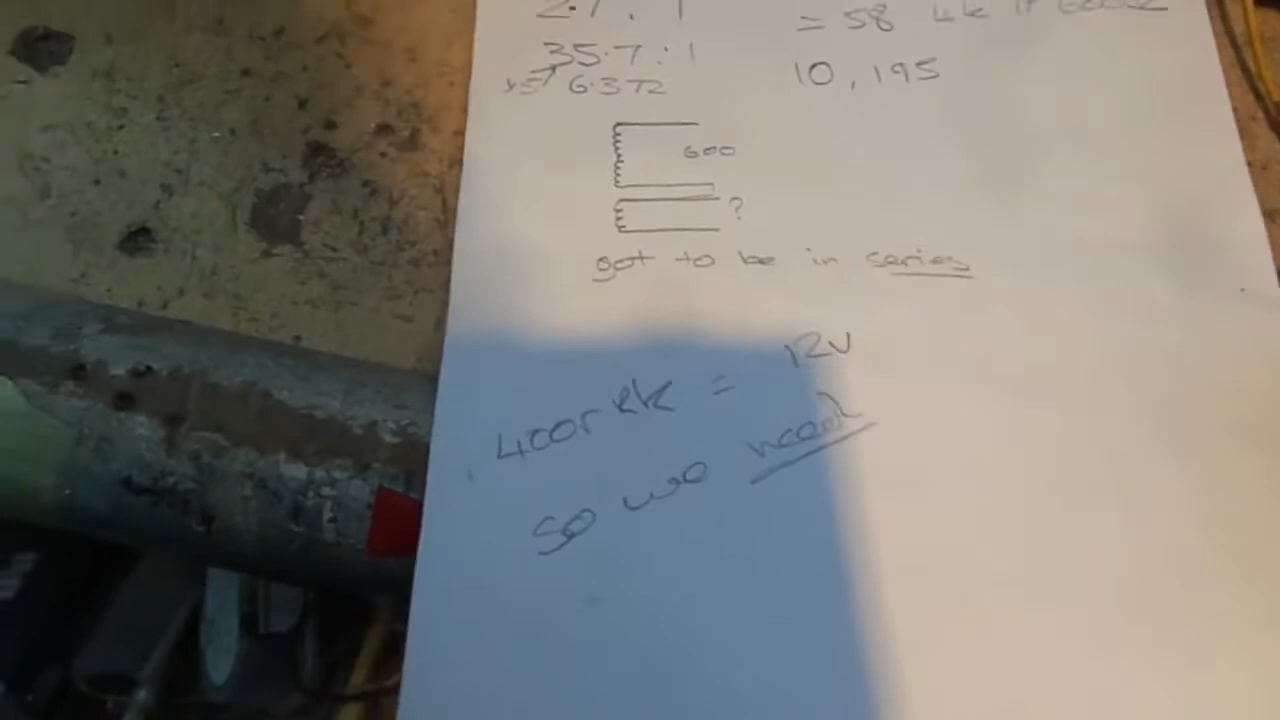 = 58
35.7 : 1
10,195
x 57 6.372
600
?
got to be in series
400r = 12v
so we need